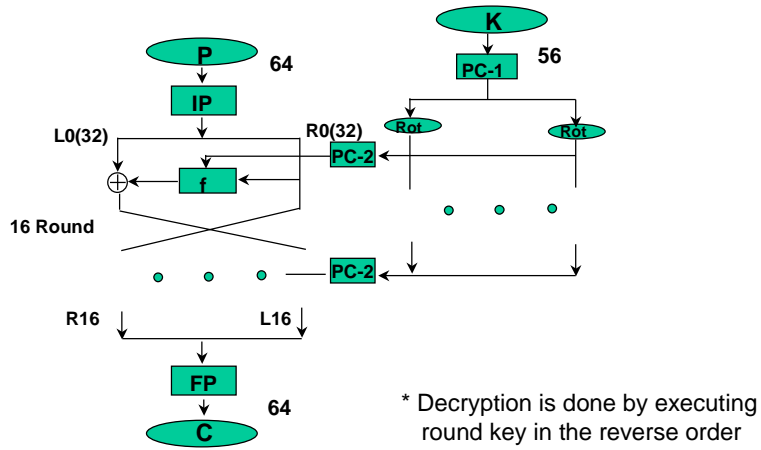 K
P
64
56
PC-1
IP
L0(32)
R0(32)
Rot
Rot
PC-2
f
16 Round
PC-2
R16
L16
FP
64
C
* Decryption is done by executing
round key in the reverse order